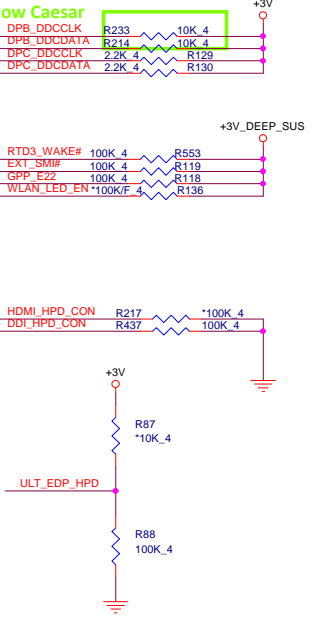 ow Caesar
+3V
DPB_DDCCLK R233 10K_4
DPB_DDCDATA R214 10K_4
DPC_DDCCLK 2.2K_4 R129
DPC_DDCDATA 2.2K_4 R130
+3V_DEEP_SUS
RTD3_WAKE# 100K_4 R553
EXT_SMI# 100K_4 R119
GPP_E22 100K_4 R118
WLAN_LED_EN *100K/F_4 R136
HDMI_HPD_CON R217 *100K_4
DDI_HPD_CON R437 100K_4
+3V
R87
*10K_4
ULT_EDP_HPD
R88
100K_4